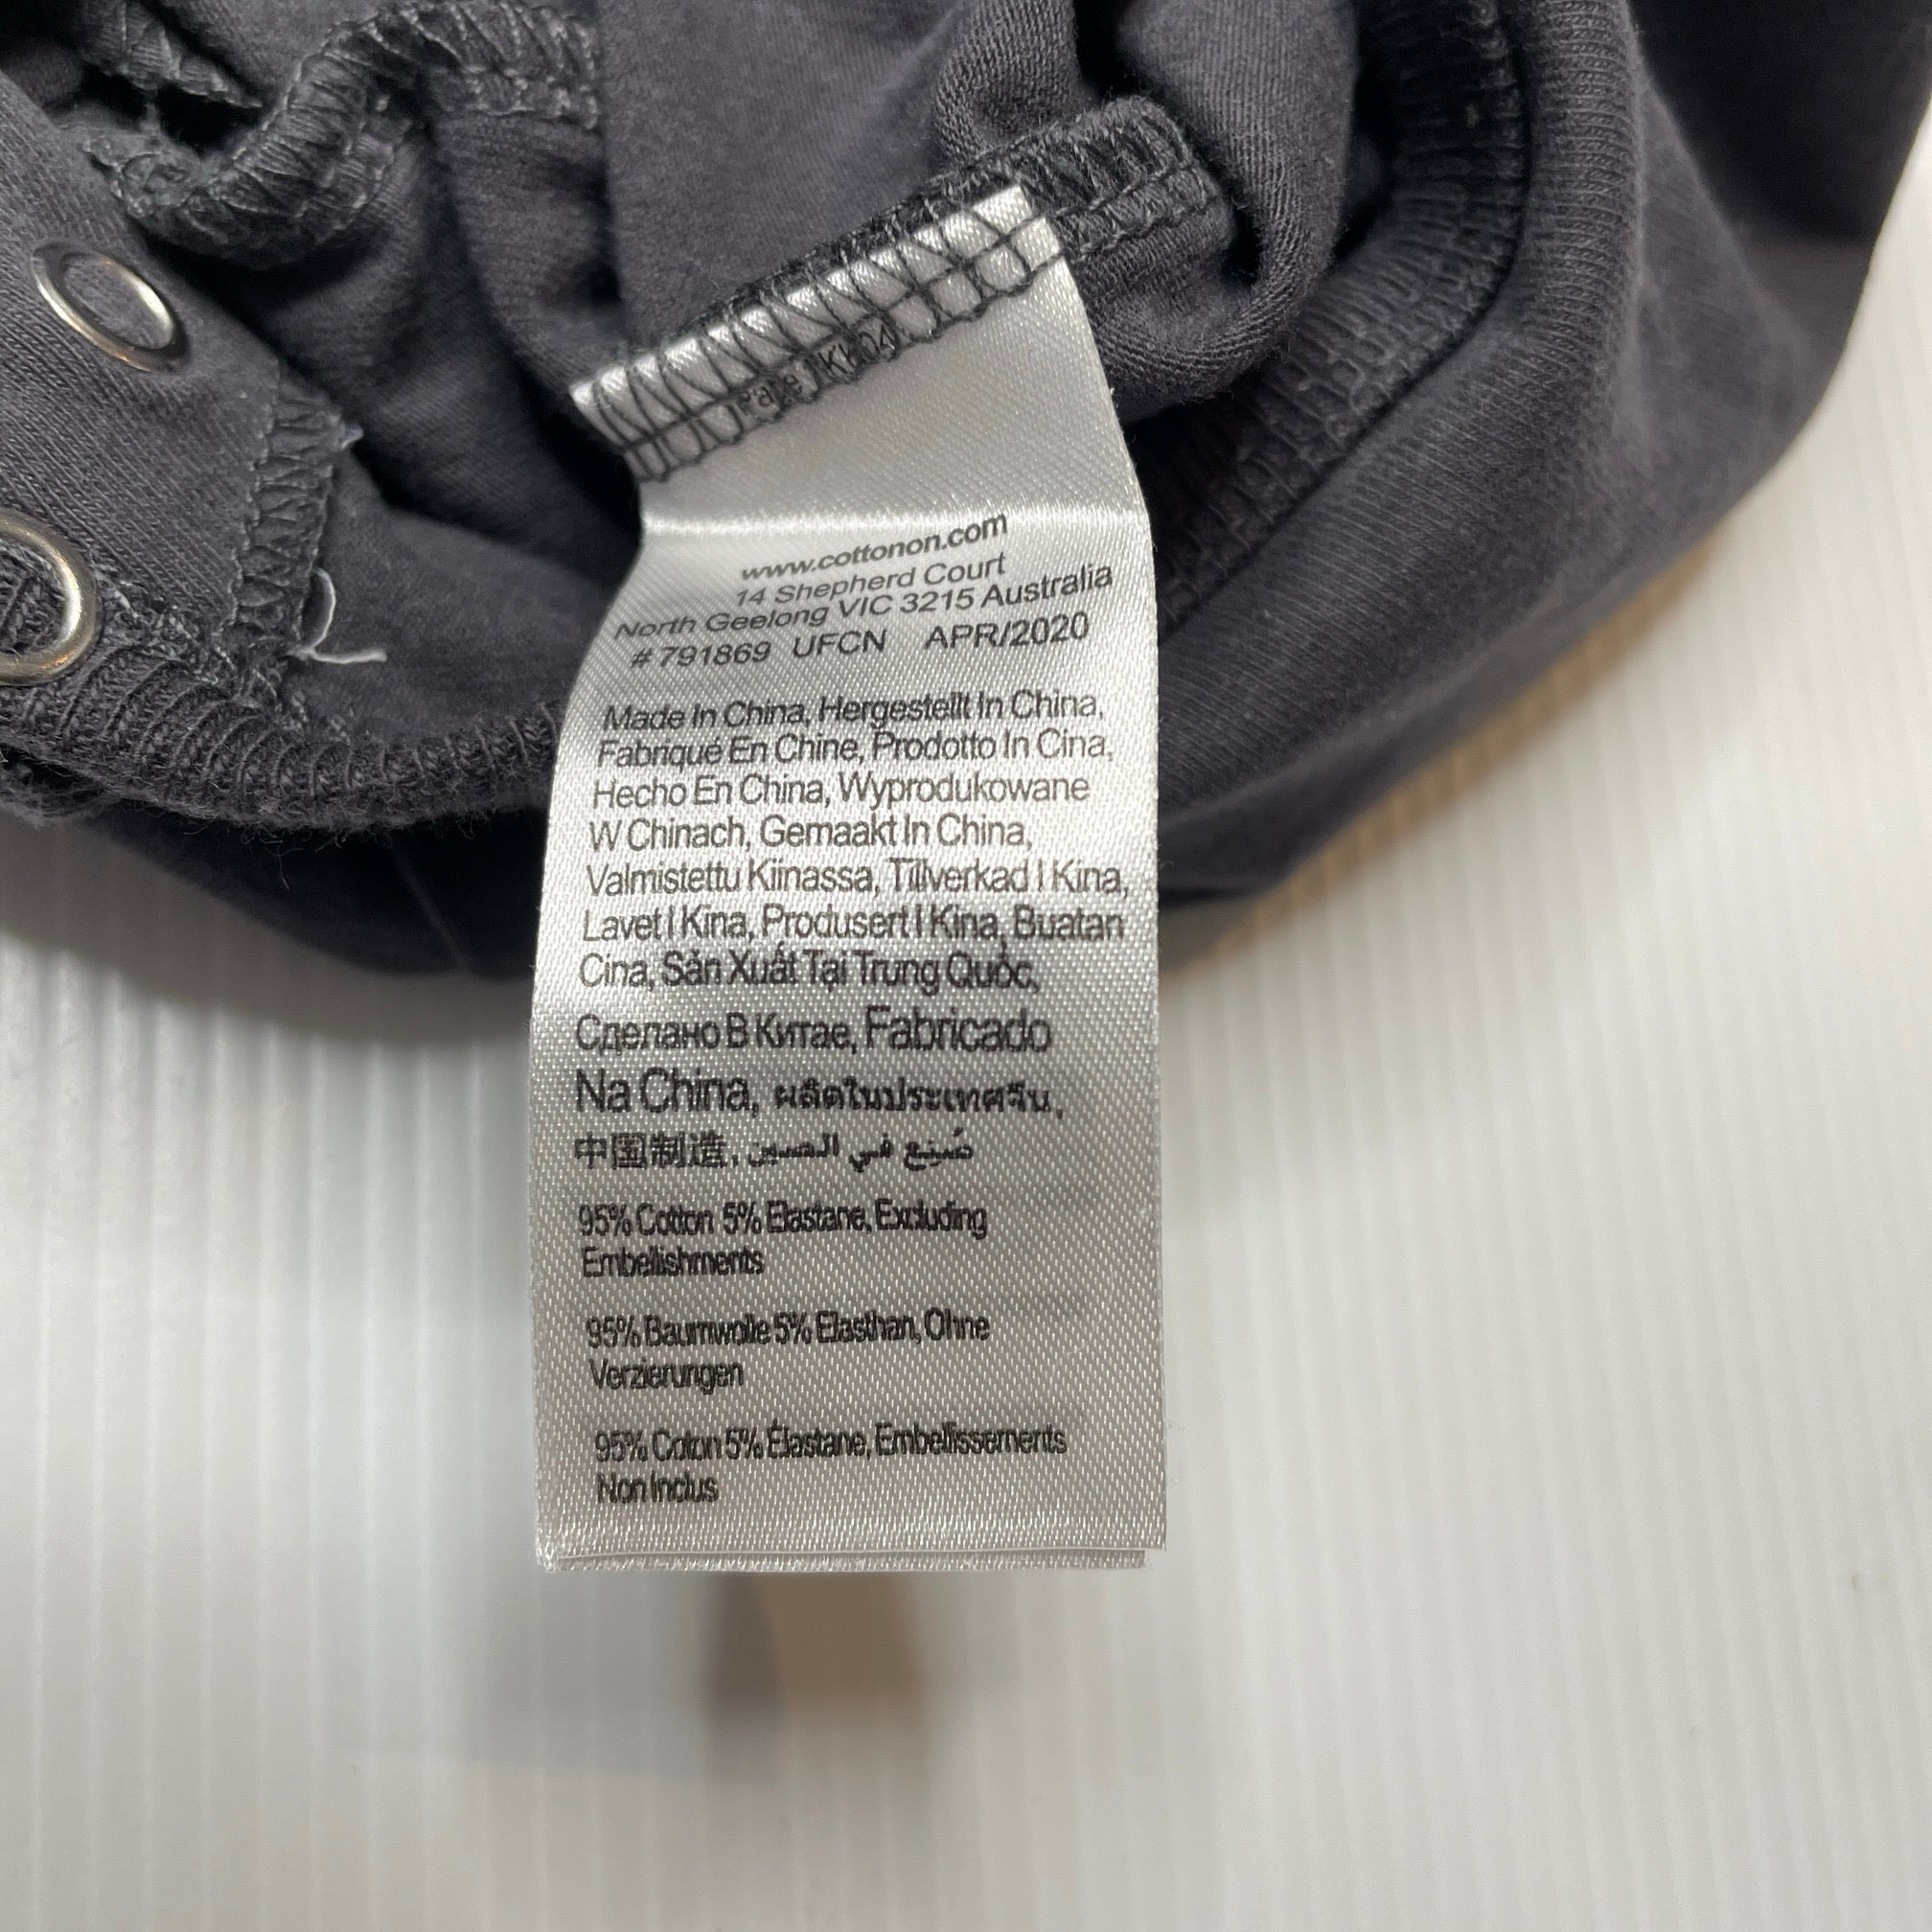 www.cottonon.com
14 Shepherd Court
North Geelong VIC 3215 Australia
# 791869 UFCN APR/2020
Made In China, Hergestellt In China,
Fabriqué En Chine, Prodotto In Cina,
Hecho En China, Wyprodukowane
W Chinach, Gemaakt In China,
Valmistettu Kiinassa, Tillverkad I Kina,
Lavet I Kina, Produsert I Kina, Buatan
Cina, Sản Xuất Tại Trung Quốc,
Сделано В Китае, Fabricado
Na China, ผลิตในประเทศจีน,
中国制造, صُنِع في الصين
95% Cotton 5% Elastane, Excluding
Embellishments
95% Baumwolle 5% Elasthan, Ohne
Verzierungen
95% Coton 5% Élastane, Embellissements
Non Inclus